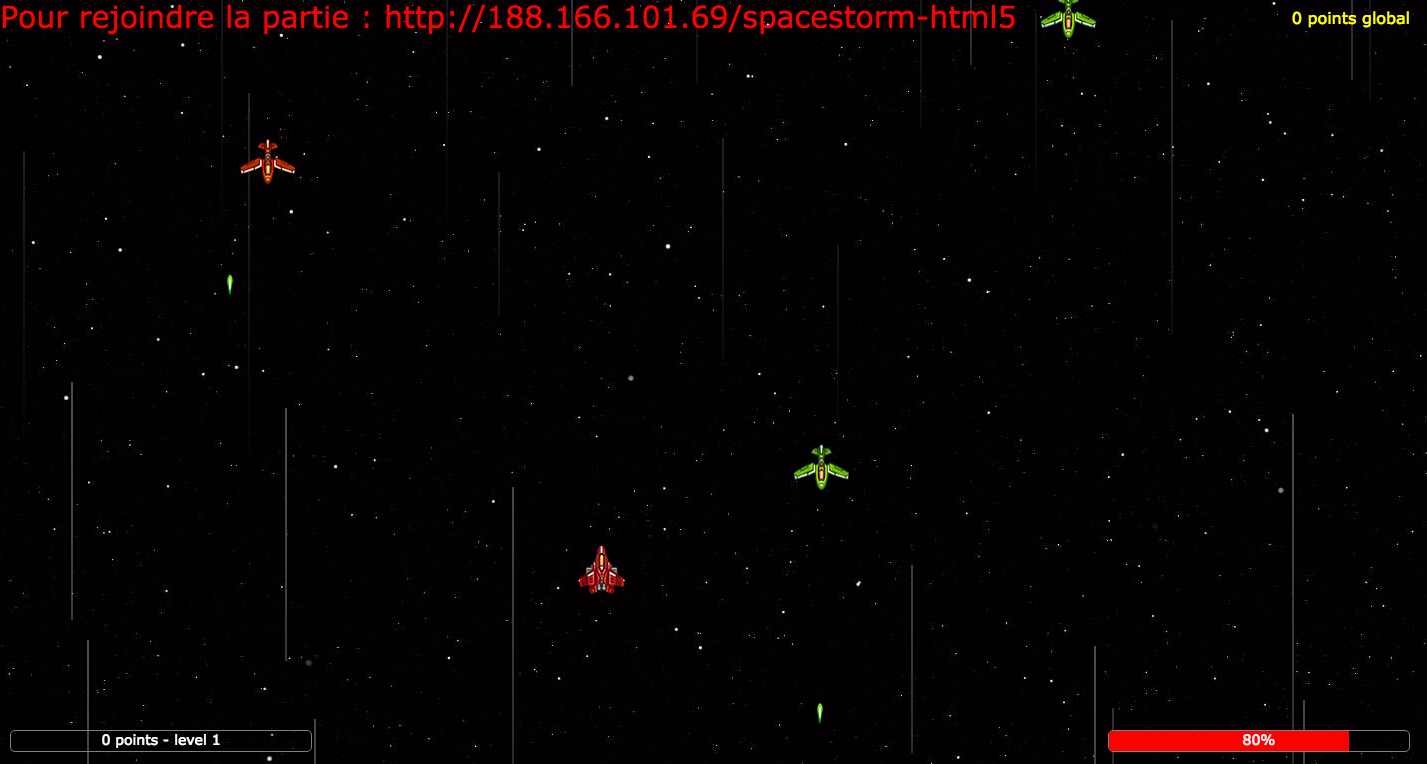 Pour rejoindre la partie : http://188.166.101.69/spacestorm-html5
0 points global
0 points - level 1
80%